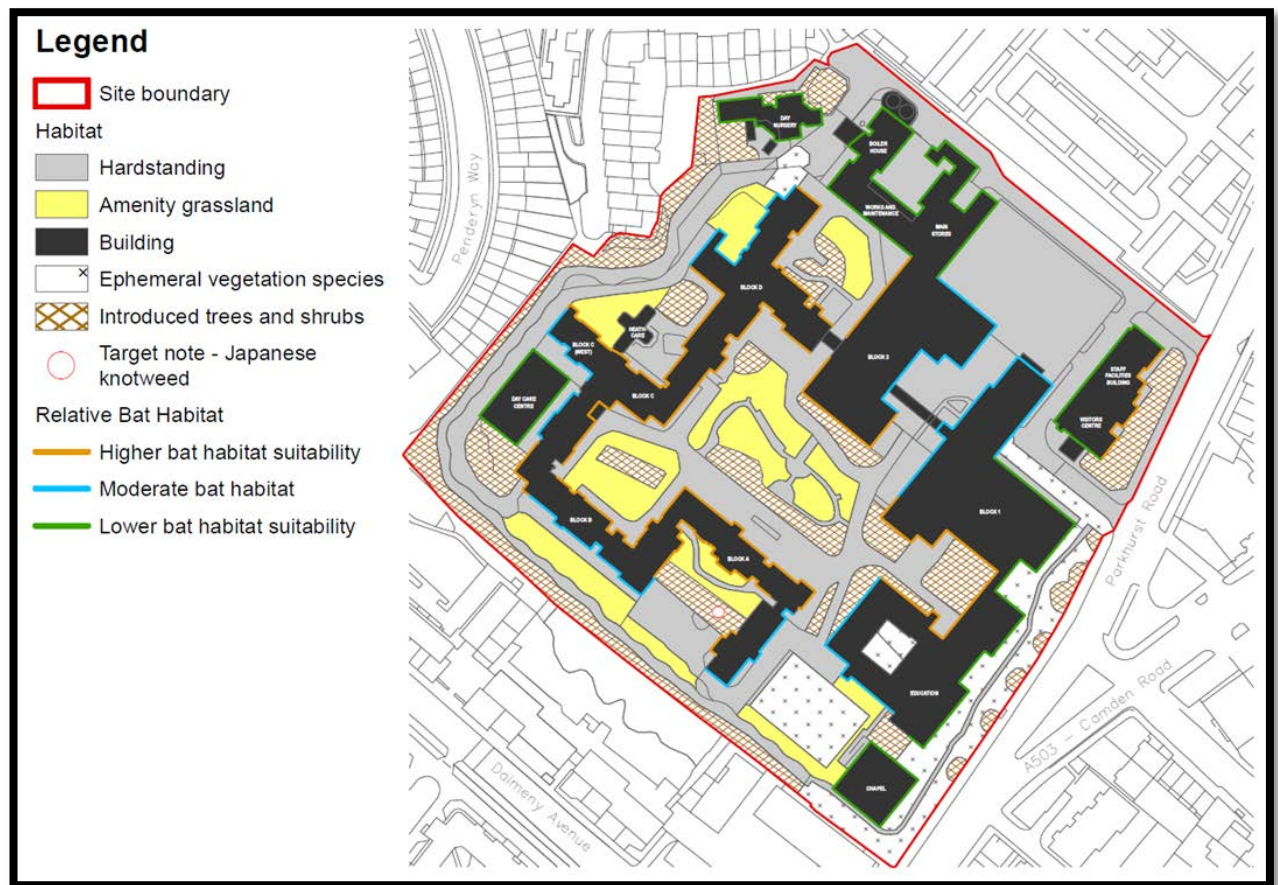 Legend
Site boundary
Habitat
Hardstanding
Amenity grassland
Building
Ephemeral vegetation species
Introduced trees and shrubs
Target note - Japanese
knotweed
Relative Bat Habitat
Higher bat habitat suitability
Moderate bat habitat
Lower bat habitat suitability
Penderyn Way
DAY
NURSERY
BOILER
HOUSE
WORKS AND
MAINTENANCE
MAIN
STORES
BLOCK D
HEATH
CARE
BLOCK C
(WEST)
BLOCK C
DAY CARE
CENTRE
BLOCK 2
STAFF
FACILITIES
BUILDING
VISITORS
CENTRE
BLOCK B
BLOCK A
BLOCK 1
EDUCATION
CHAPEL
Parkhurst Road
A503 - Camden Road
Dalmeny Avenue